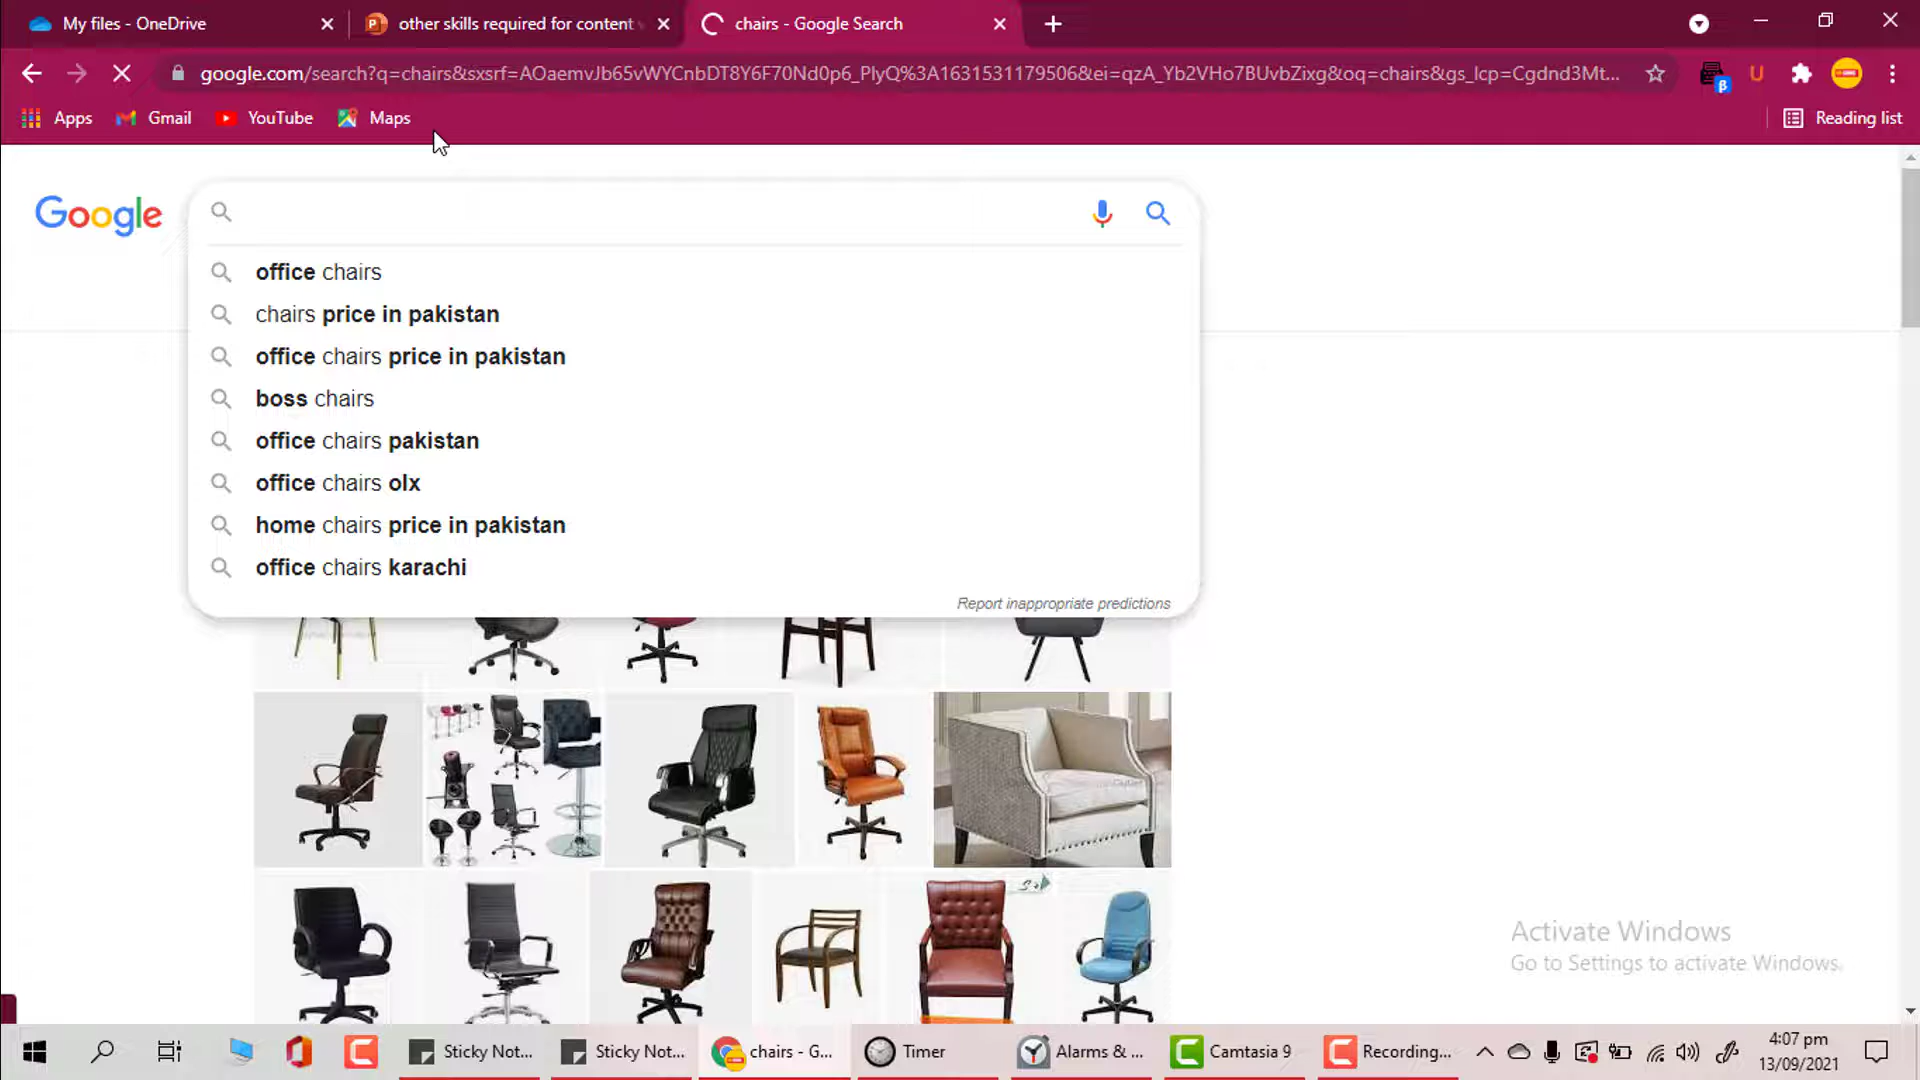 My files - OneDrive
other skills required for content
chairs - Google Search
google.com/search?q=chairs&sxsrf=AOaemvJb65vWYCnbDT8Y6F70Nd0p6_PlyQ%3A1631531179506&ei=qzA_Yb2VHo7BUvbZixg&oq=chairs&gs_lcp=Cgdnd3Mt...
U
β
Apps
Gmail
YouTube
Maps
Reading list
Google
office chairs
chairs price in pakistan
office chairs price in pakistan
boss chairs
office chairs pakistan
office chairs olx
home chairs price in pakistan
office chairs karachi
Report inappropriate predictions
Activate Windows
Go to Settings to activate Windows.
Sticky Not...
Sticky Not...
chairs - G...
Timer
Alarms & ...
Camtasia 9
Recording...
4:07 pm
13/09/2021